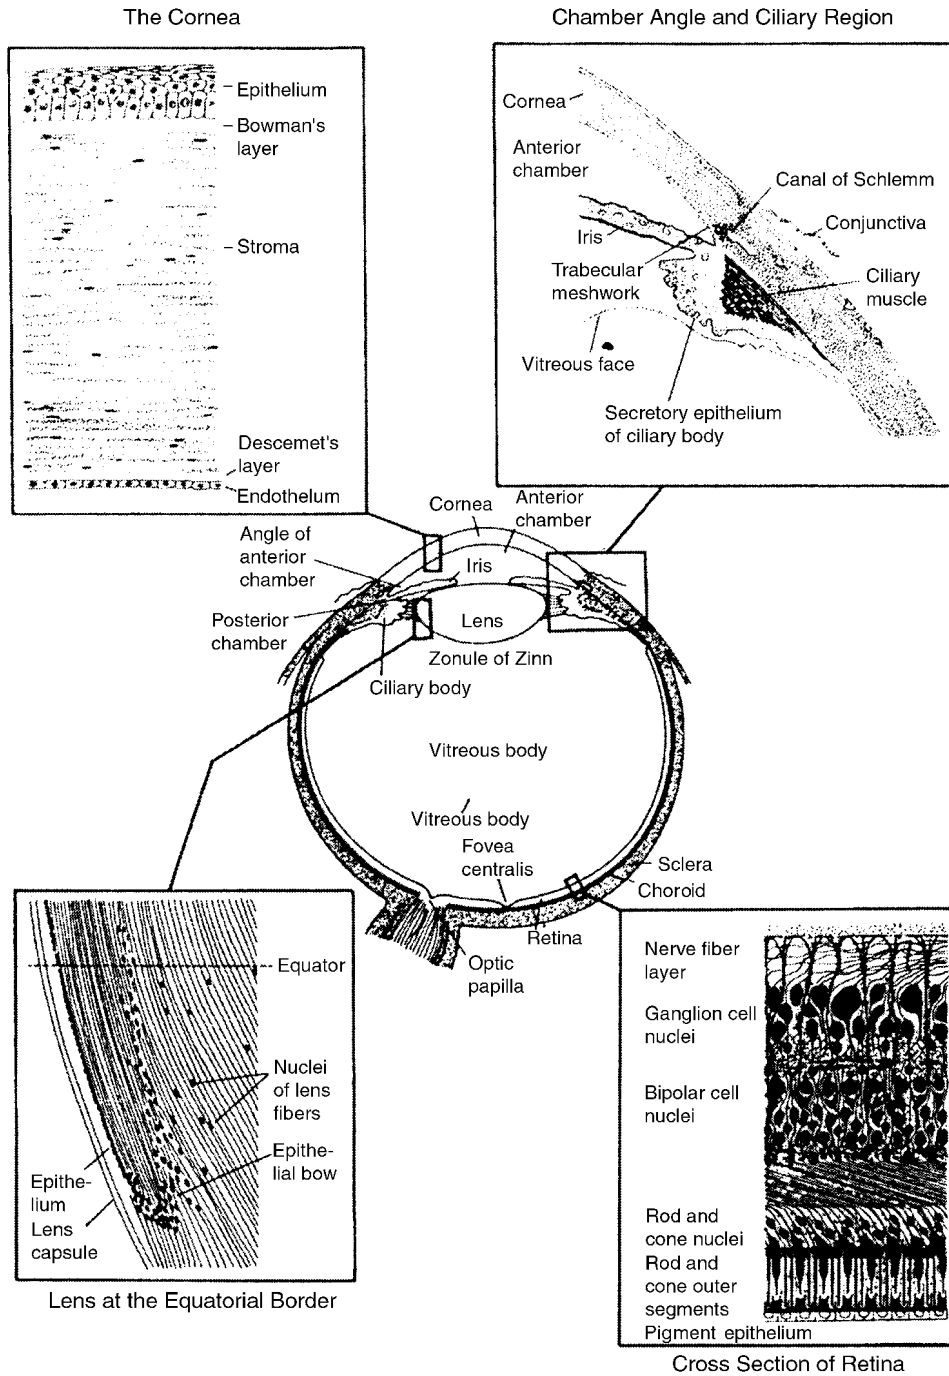 The Cornea
Epithelium
Bowman's
layer
Stroma
Descemet's
layer
Endothelum
Chamber Angle and Ciliary Region
Cornea
Anterior
chamber
Canal of Schlemm
Conjunctiva
Iris
Trabecular
meshwork
Ciliary
muscle
Vitreous face
Secretory epithelium
of ciliary body
Cornea
Anterior
chamber
Angle of
anterior
chamber
Iris
Posterior
chamber
Lens
Zonule of Zinn
Ciliary body
Vitreous body
Vitreous body
Fovea
centralis
Sclera
Choroid
Retina
Optic
papilla
Equator
Nuclei
of lens
fibers
Epithe-
lial bow
Epithe-
lium
Lens
capsule
Lens at the Equatorial Border
Nerve fiber
layer
Ganglion cell
nuclei
Bipolar cell
nuclei
Rod and
cone nuclei
Rod and
cone outer
segments
Pigment epithelium
Cross Section of Retina